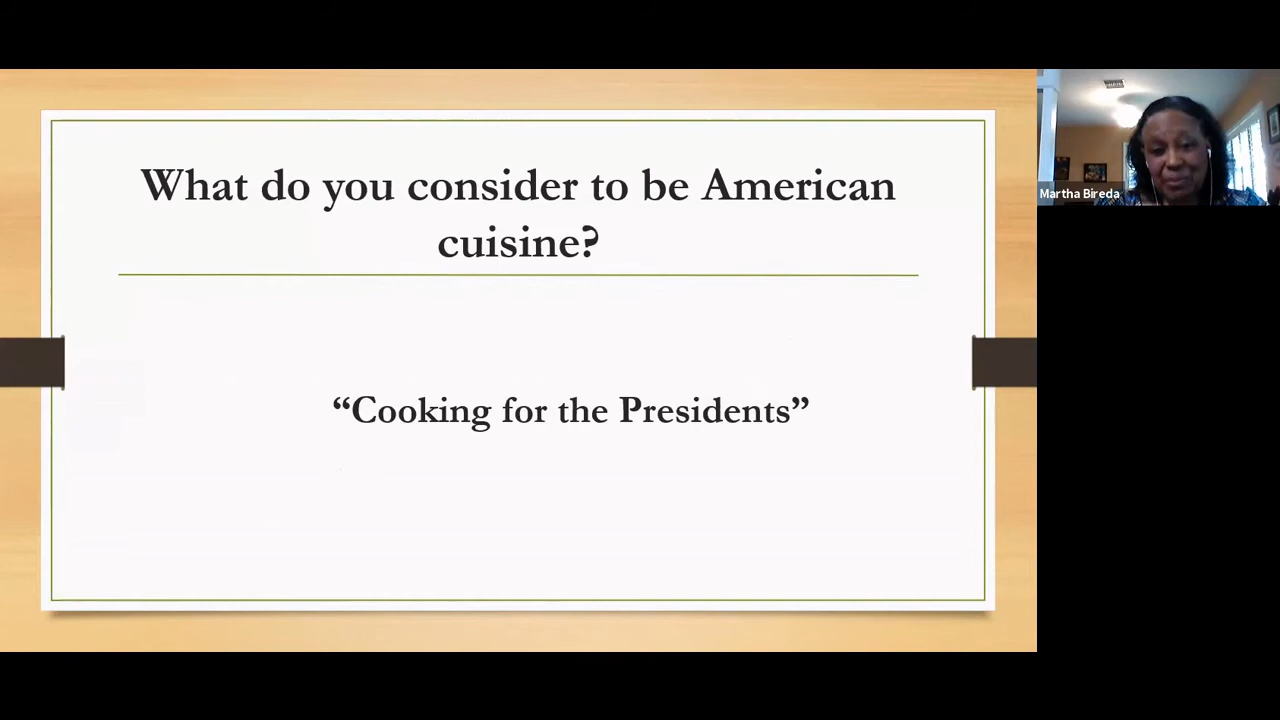 What do you consider to be American
cuisine?
“Cooking for the Presidents”
Martha Bireda